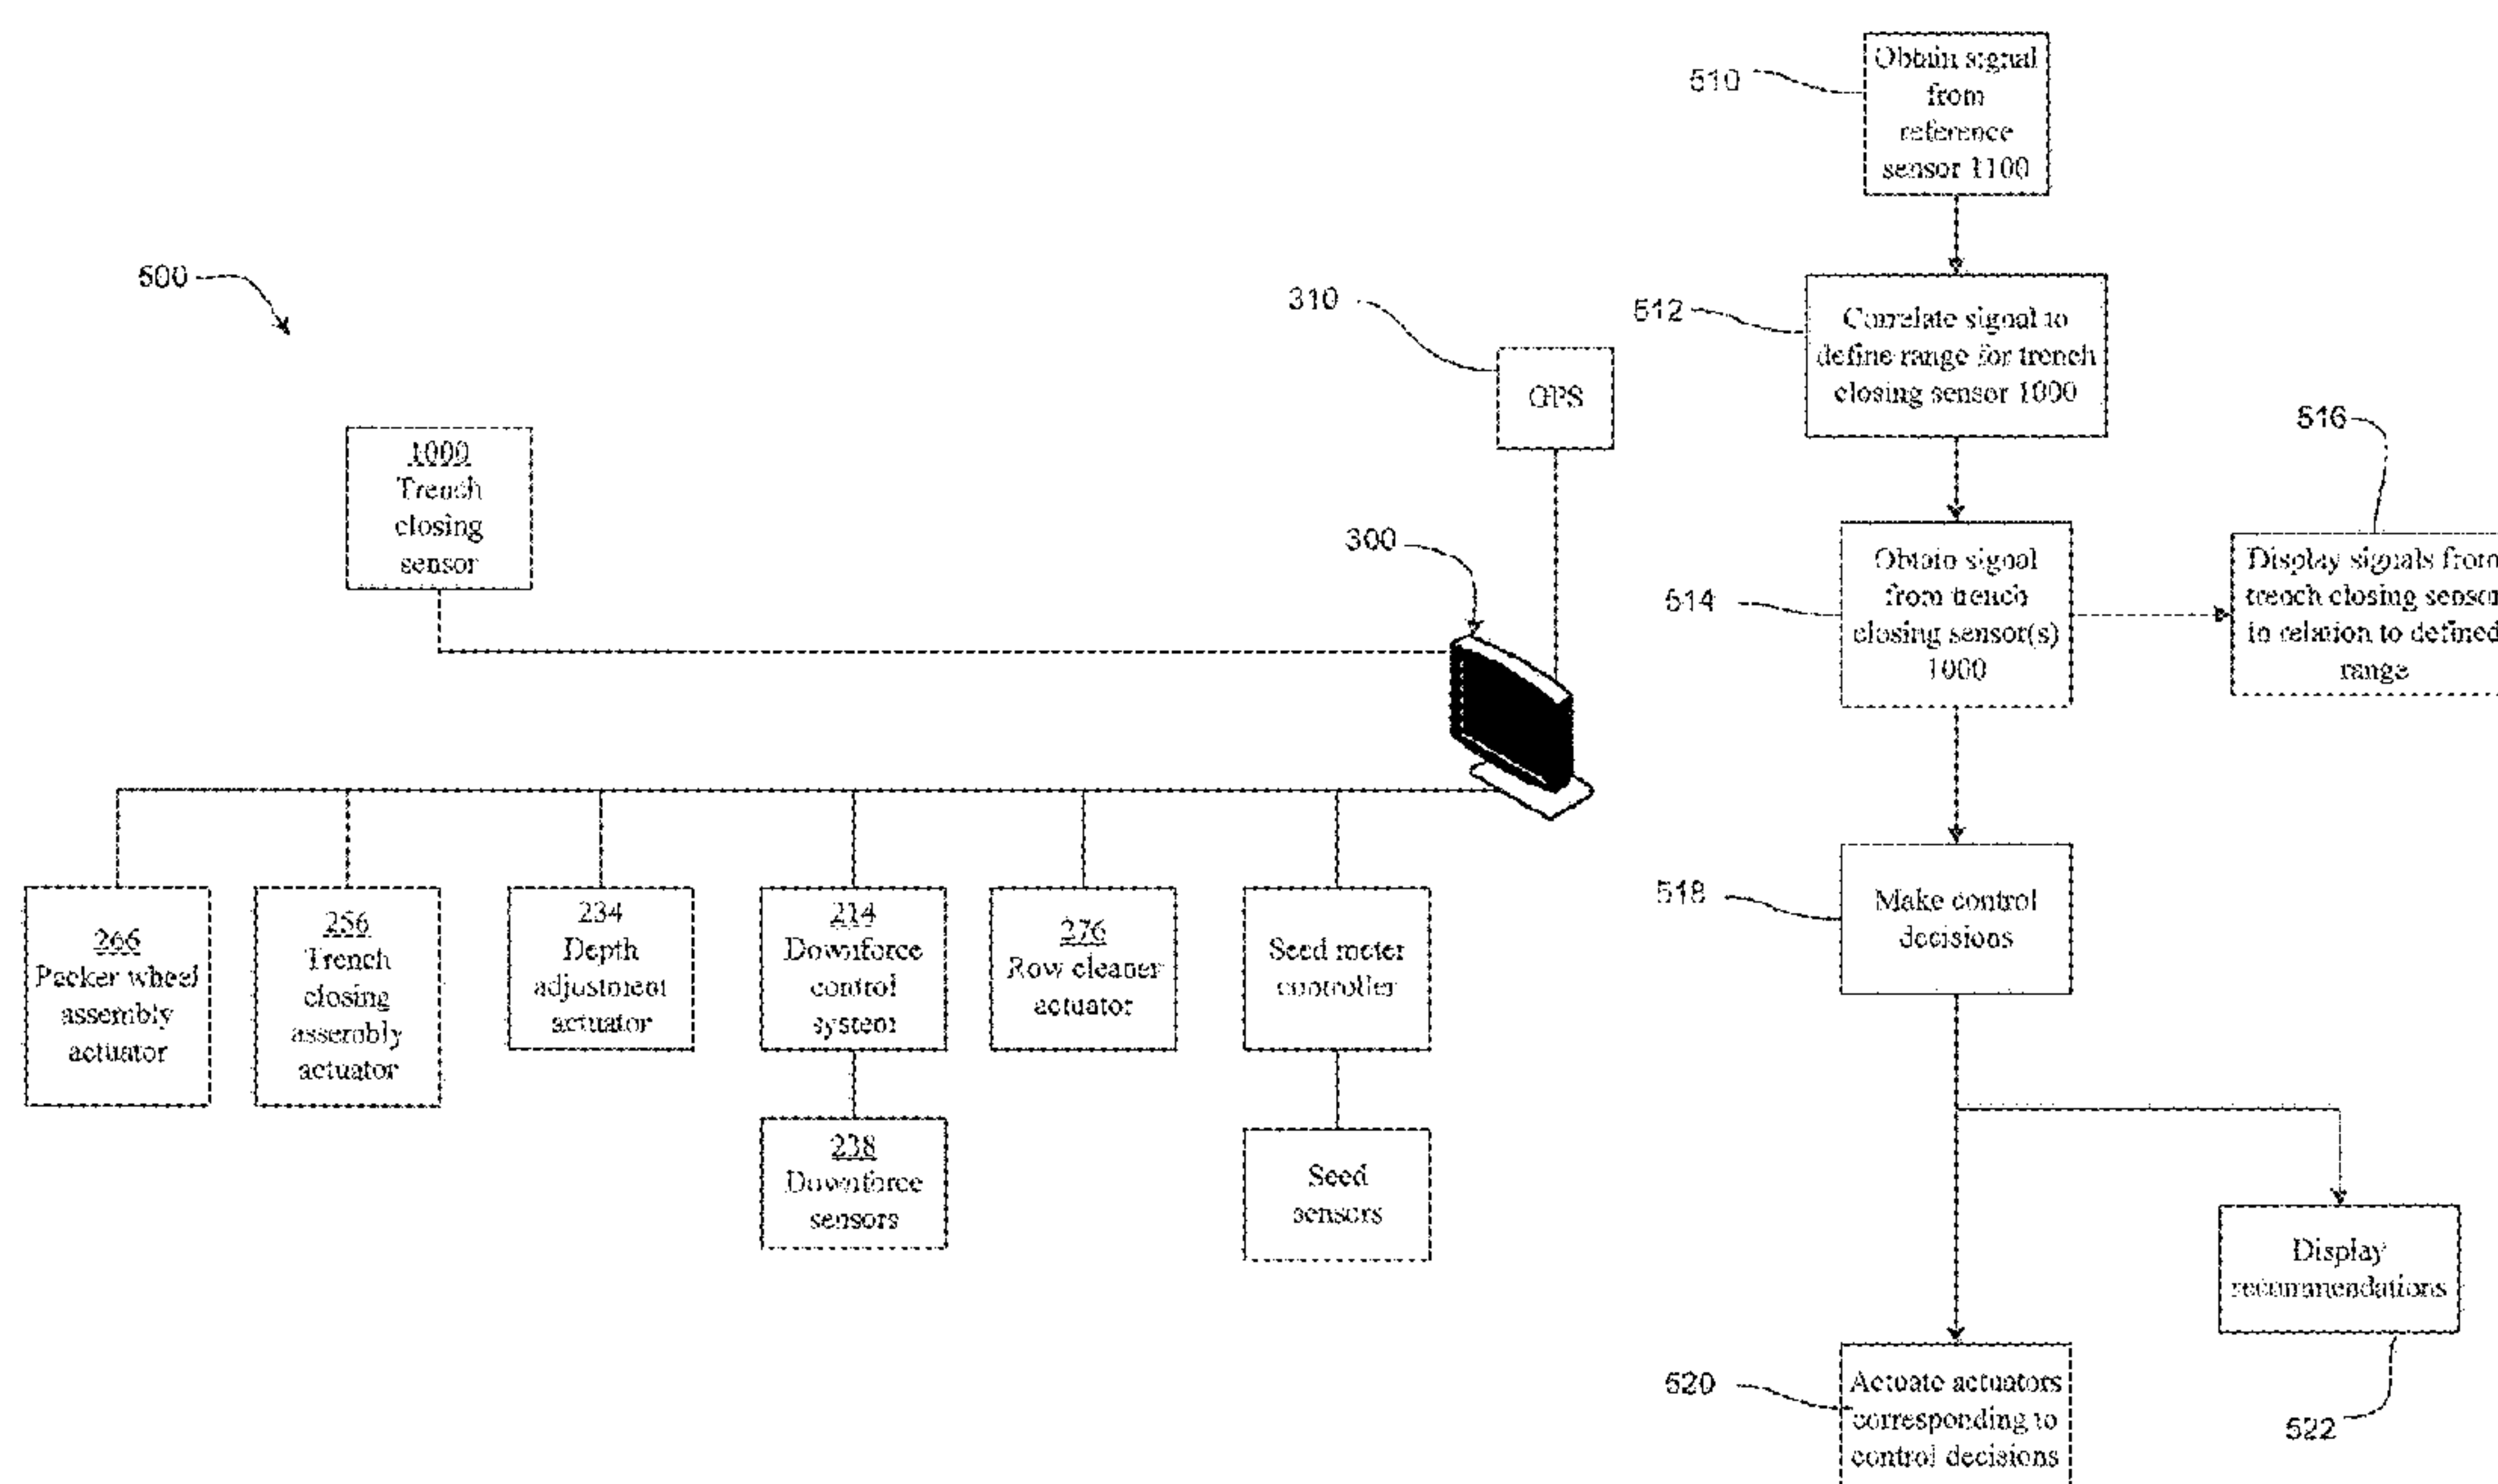 500
1000
Trench
closing
sensor
310
GPS
300
266
Packer wheel
assembly
actuator
256
Trench
closing
assembly
actuator
234
Depth
adjustment
actuator
214
Downforce
control
system
238
Downforce
sensors
276
Row cleaner
actuator
Seed meter
controller
Seed
sensors
510
Obtain signal
from
reference
sensor 1100
512
Correlate signal to
define range for trench
closing sensor 1000
514
Obtain signal
from trench
closing sensor(s)
1000
516
Display signals from
trench closing sensor
in relation to defined
range
518
Make control
decisions
520
Actuate actuators
corresponding to
control decisions
Display
recommendations
522